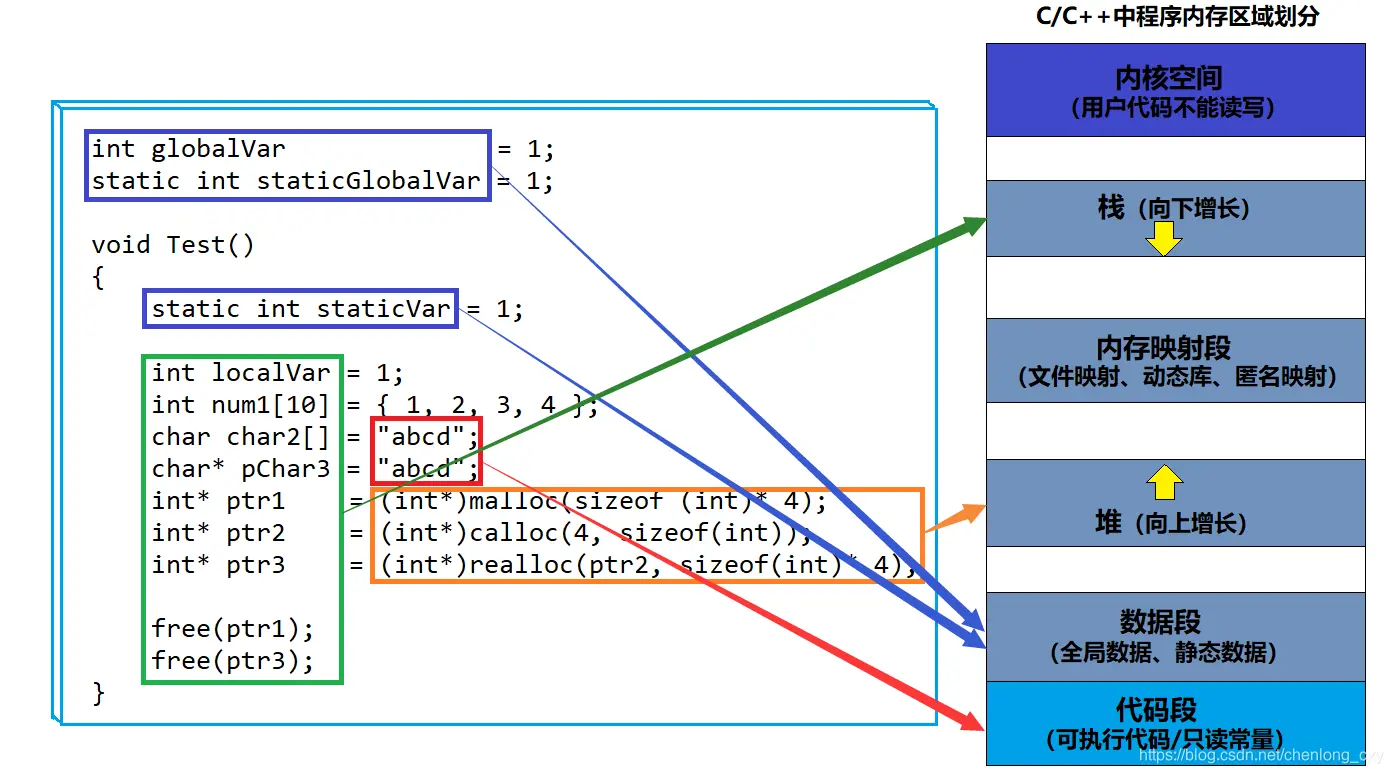 C/C++中程序内存区域划分
int globalVar = 1;
static int staticGlobalVar = 1;
void Test()
{
static int staticVar = 1;
int localVar = 1;
int num1[10] = { 1, 2, 3, 4 };
char char2[] = "abcd";
char* pChar3 = "abcd";
int* ptr1 = (int*)malloc(sizeof (int)* 4);
int* ptr2 = (int*)calloc(4, sizeof(int));
int* ptr3 = (int*)realloc(ptr2, sizeof(int)* 4);
free(ptr1);
free(ptr3);
}
内核空间
（用户代码不能读写）
栈（向下增长）
内存映射段
（文件映射、动态库、匿名映射）
堆（向上增长）
数据段
（全局数据、静态数据）
代码段
（可执行代码/只读常量）
https://blog.csdn.net/chenlong_cxy